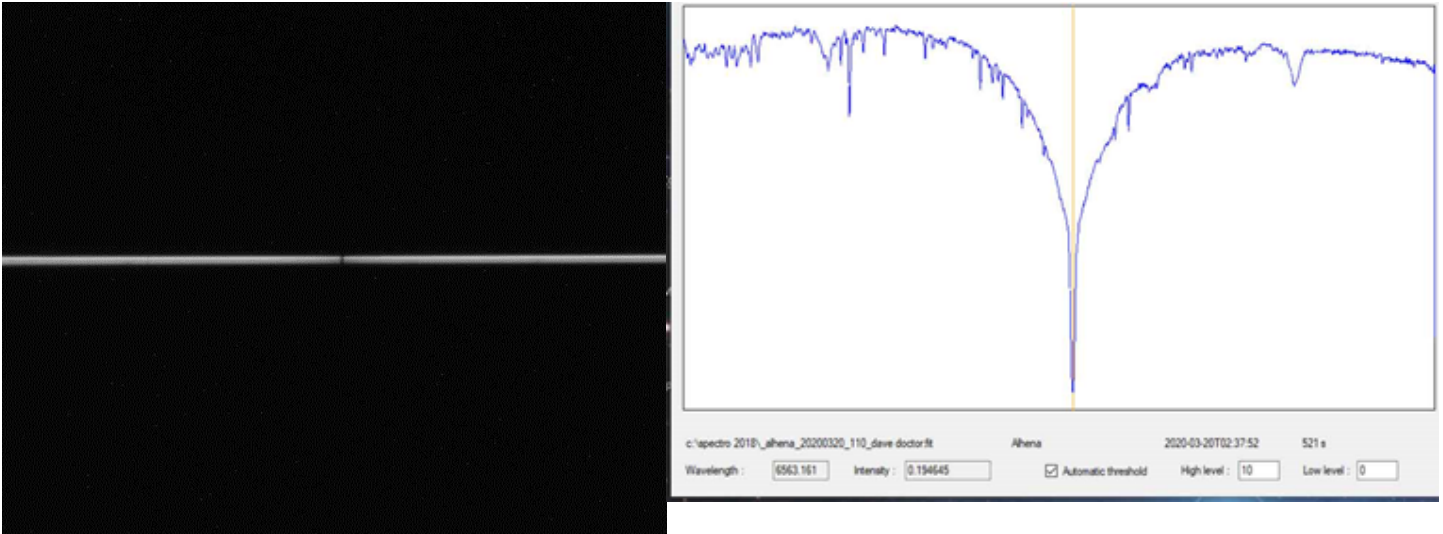 c:\spectro 2018\_alhena_20200320_110_dave doctor.fit Alhena 2020-03-20T02:37:52 521 s
Wavelength : 6563.161 Intensity : 0.194645 Automatic threshold High level : 10 Low level : 0